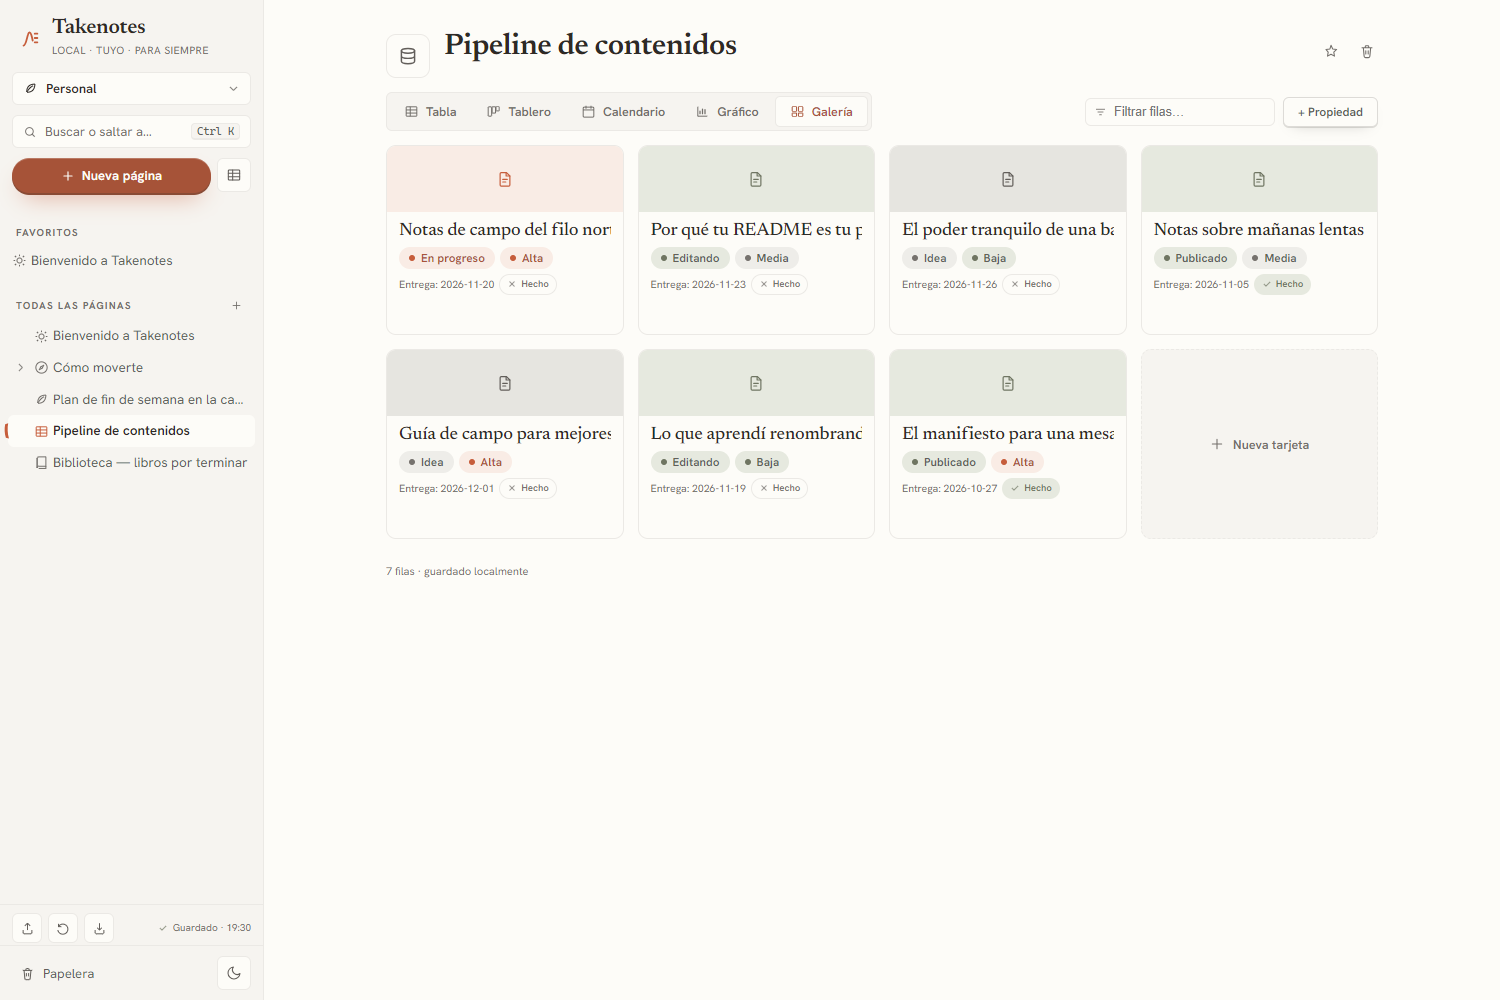 Takenotes
LOCAL · TUYO · PARA SIEMPRE
Personal
Buscar o saltar a...
Ctrl K
Nueva página
FAVORITOS
Bienvenido a Takenotes
TODAS LAS PÁGINAS
Bienvenido a Takenotes
Cómo moverte
Plan de fin de semana en la ca...
Pipeline de contenidos
Biblioteca — libros por terminar
Guardado · 19:30
Papelera
Pipeline de contenidos
Tabla
Tablero
Calendario
Gráfico
Galería
Filtrar filas...
+ Propiedad
Notas de campo del filo nor
En progreso
Alta
Entrega: 2026-11-20
Hecho
Por qué tu README es tu p
Editando
Media
Entrega: 2026-11-23
Hecho
El poder tranquilo de una ba
Idea
Baja
Entrega: 2026-11-26
Hecho
Notas sobre mañanas lentas
Publicado
Media
Entrega: 2026-11-05
Hecho
Guía de campo para mejores
Idea
Alta
Entrega: 2026-12-01
Hecho
Lo que aprendí renombrand
Editando
Baja
Entrega: 2026-11-19
Hecho
El manifiesto para una mesa
Publicado
Alta
Entrega: 2026-10-27
Hecho
Nueva tarjeta
7 filas · guardado localmente